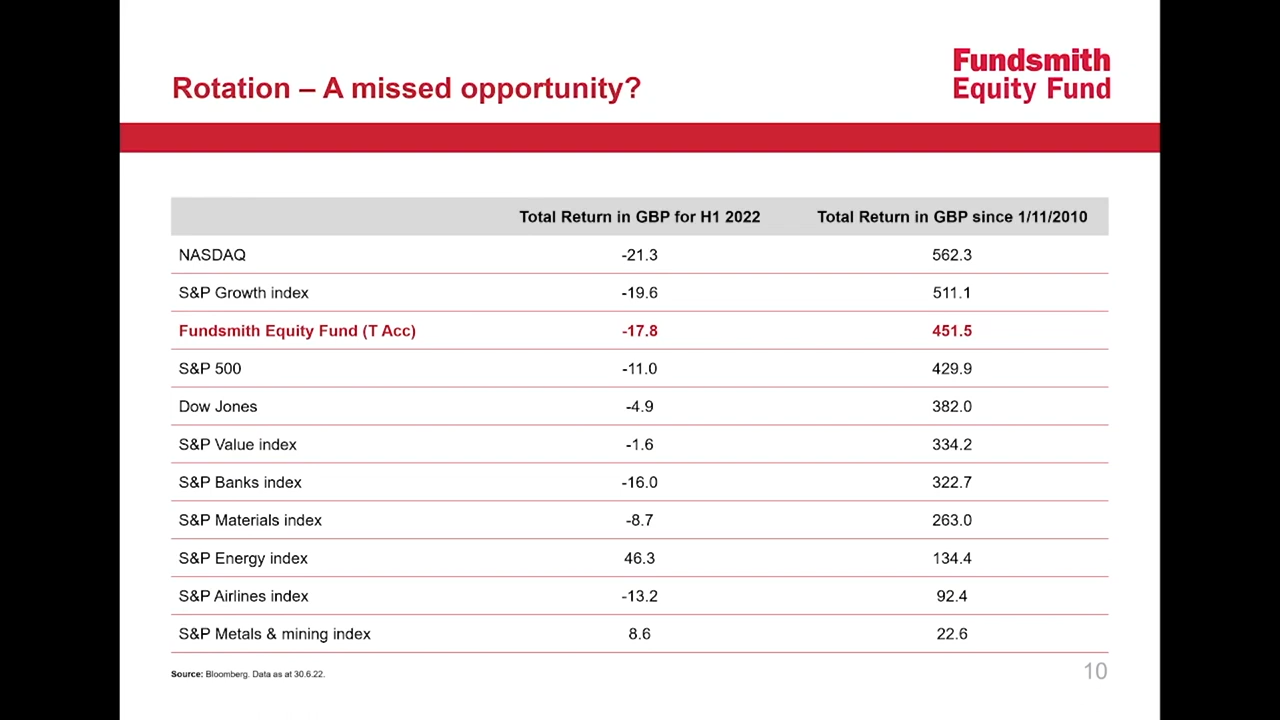 Rotation – A missed opportunity?
Fundsmith
Equity Fund
Total Return in GBP for H1 2022 Total Return in GBP since 1/11/2010
NASDAQ -21.3 562.3
S&P Growth index -19.6 511.1
Fundsmith Equity Fund (T Acc) -17.8 451.5
S&P 500 -11.0 429.9
Dow Jones -4.9 382.0
S&P Value index -1.6 334.2
S&P Banks index -16.0 322.7
S&P Materials index -8.7 263.0
S&P Energy index 46.3 134.4
S&P Airlines index -13.2 92.4
S&P Metals & mining index 8.6 22.6
Source: Bloomberg. Data as at 30.6.22.
10